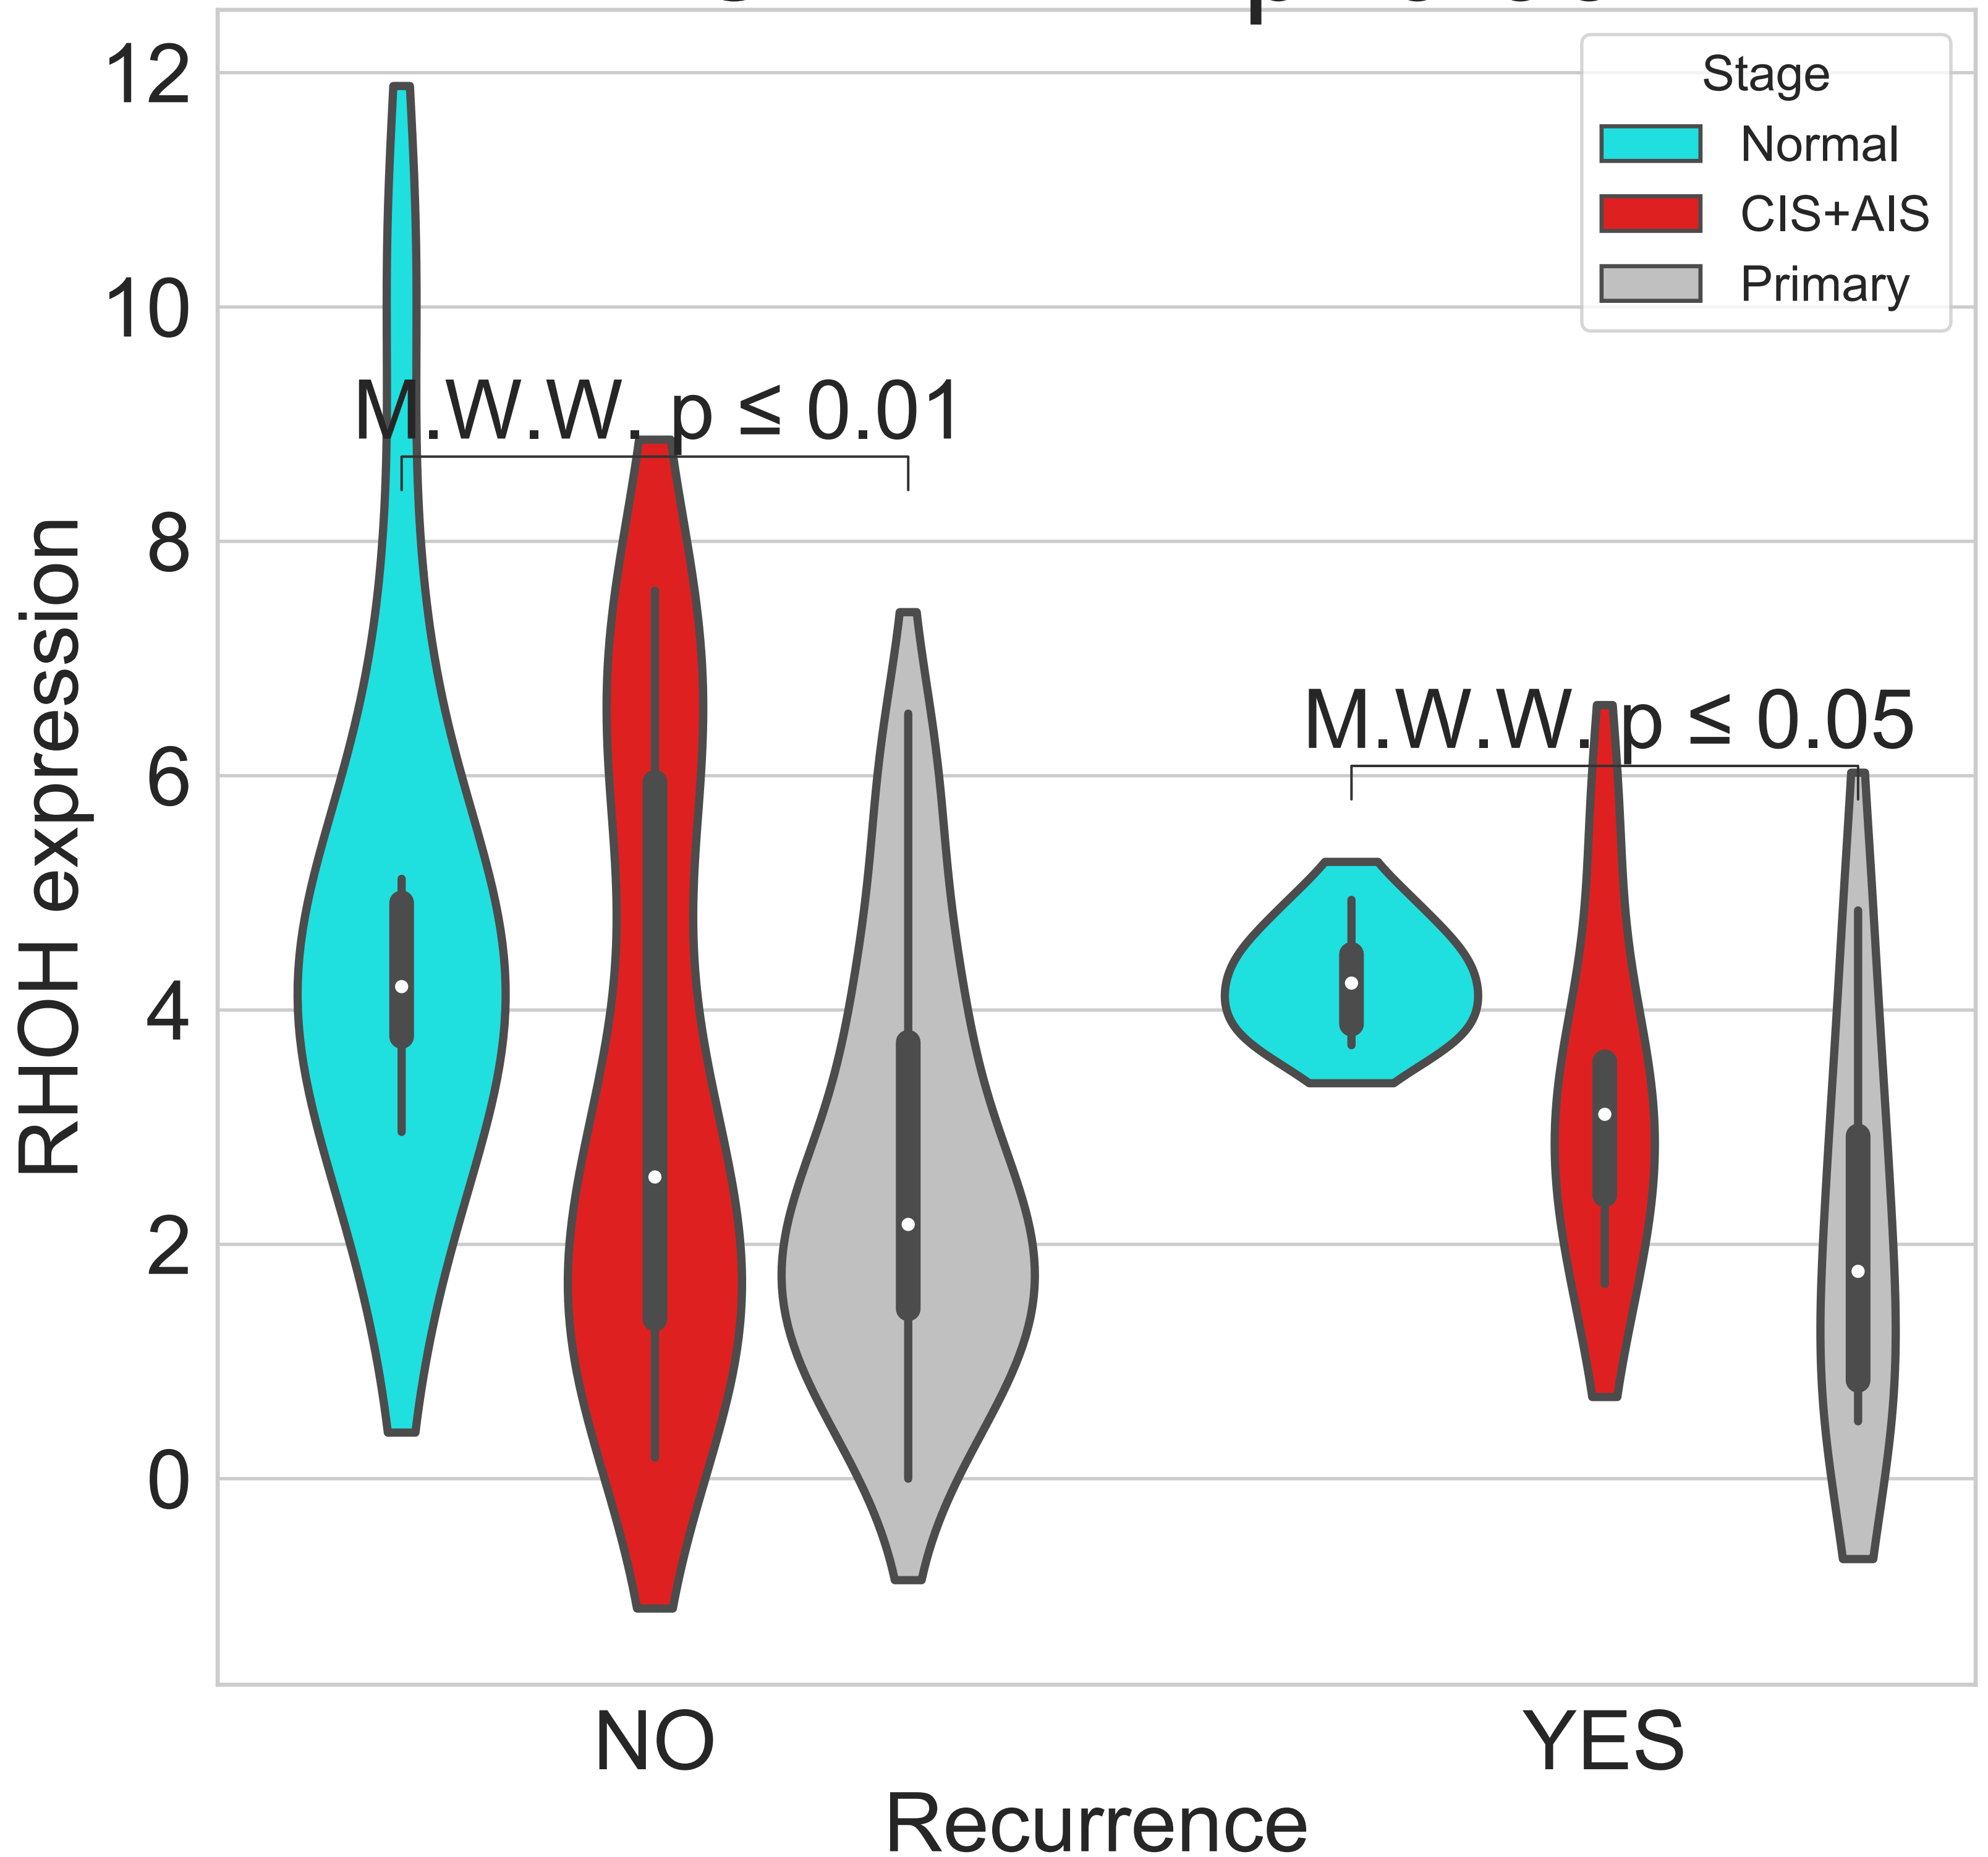 Stage
Normal
CIS+AIS
Primary
12
10
8
6
4
2
0
RHOH expression
M.W.W. p ≤ 0.01
M.W.W. p ≤ 0.05
NO
YES
Recurrence